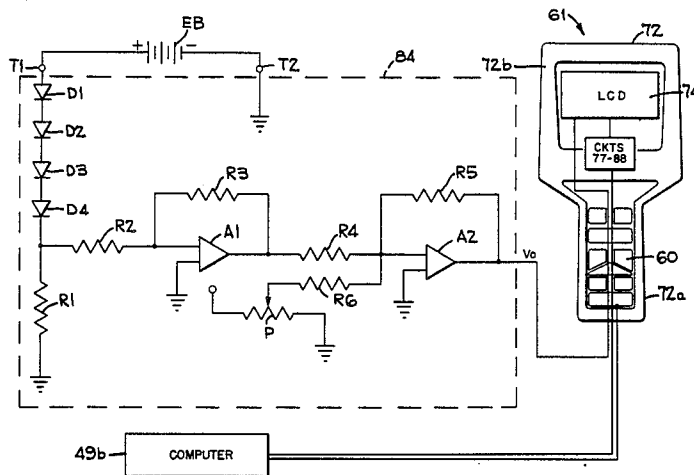 61
72
EB
+ −
72b
T1
T2
84
74
LCD
D1
D2
D3
D4
CKTS
77-88
R3
R5
R2
A1
R4
A2
Vo
60
R6
R1
P
72a
49b
COMPUTER